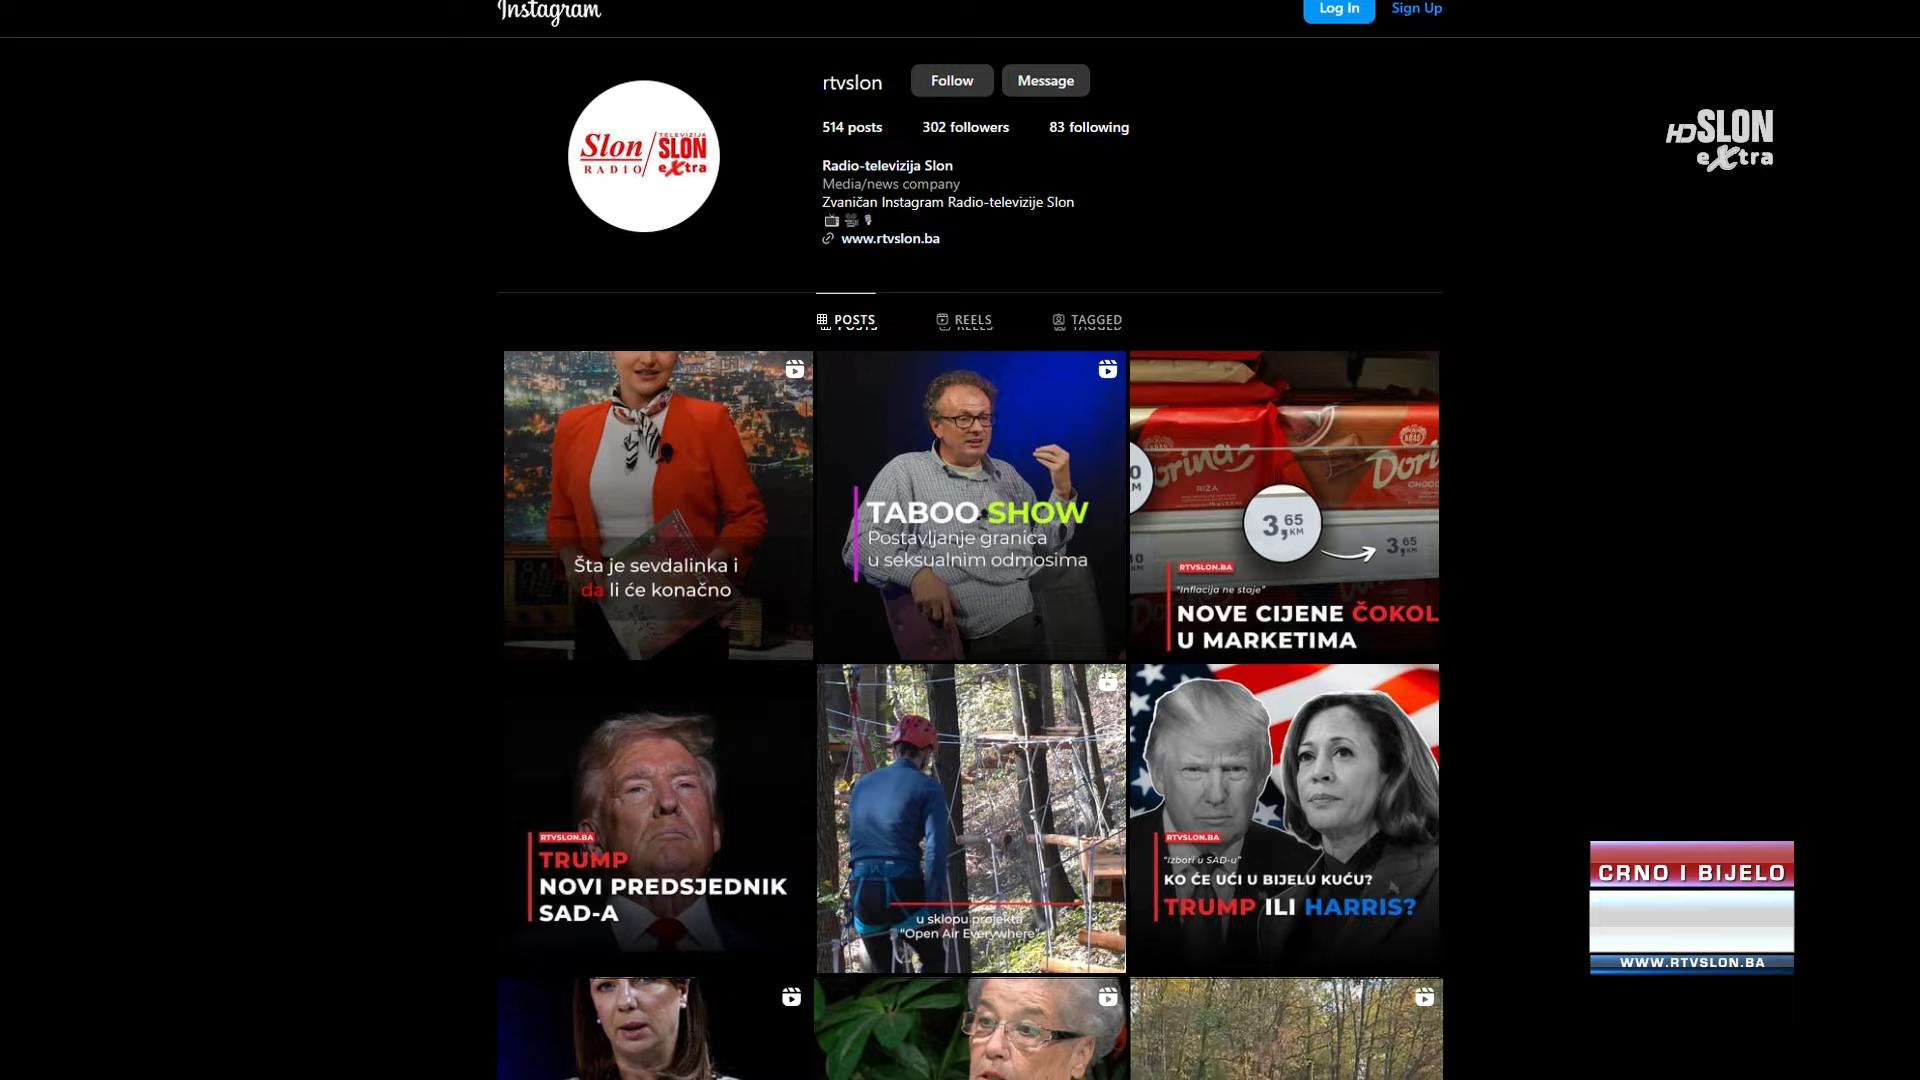 Instagram
Log In
Sign Up
rtvslon
Follow
Message
514 posts
302 followers
83 following
Radio-televizija Slon
Media/news company
Zvaničan Instagram Radio-televizije Slon
www.rtvslon.ba
Slon
RADIO
TELEVIZIJA
SLON
eXtra
HD SLON
eXtra
POSTS
REELS
TAGGED
Šta je sevdalinka i
da li će konačno
TABOO SHOW
Postavljanje granica
u seksualnim odmosima
Dorina
RIŽA
3,65
KM
3,65
KM
RTVSLON.BA
"Inflacija ne staje"
NOVE CIJENE ČOKOL
U MARKETIMA
RTVSLON.BA
TRUMP
NOVI PREDSJEDNIK
SAD-A
u sklopu projekta
"Open Air Everywhere"
RTVSLON.BA
"Izbori u SAD-u"
KO ĆE UĆI U BIJELU KUĆU?
TRUMP ILI HARRIS?
CRNO I BIJELO
WWW.RTVSLON.BA